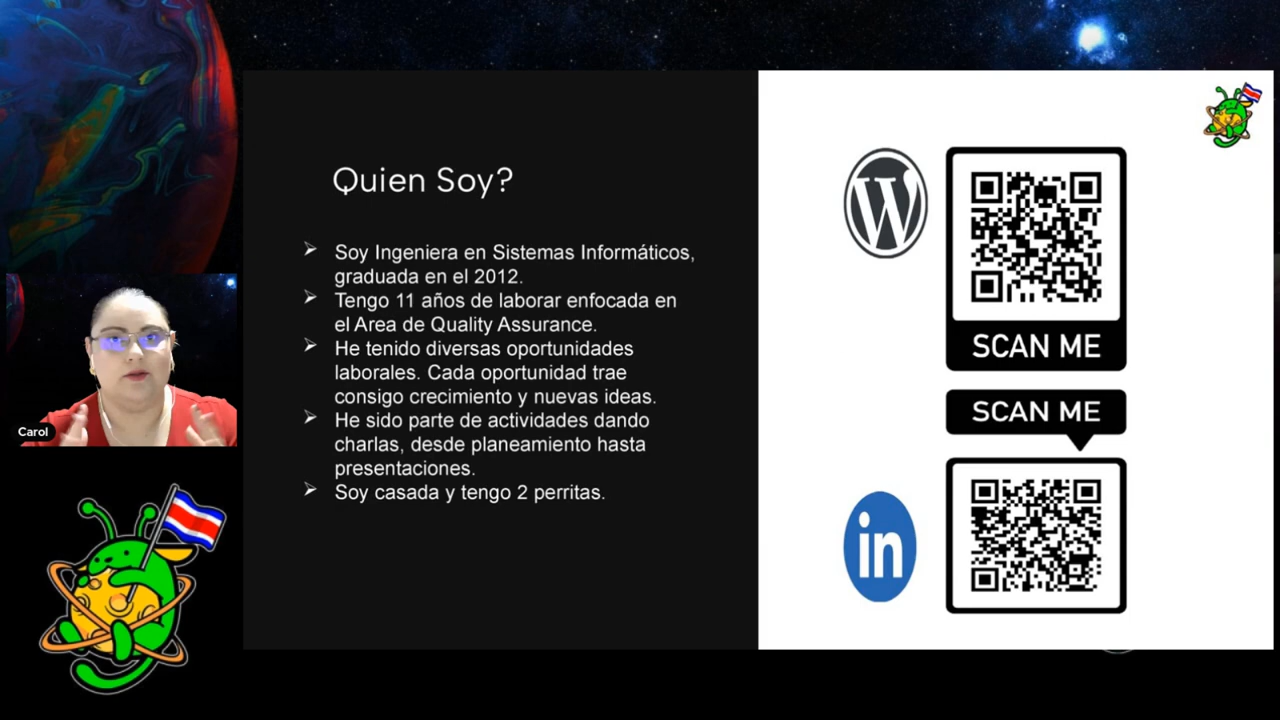 Quien Soy?
Soy Ingeniera en Sistemas Informáticos,
graduada en el 2012.
Tengo 11 años de laborar enfocada en
el Area de Quality Assurance.
He tenido diversas oportunidades
laborales. Cada oportunidad trae
consigo crecimiento y nuevas ideas.
He sido parte de actividades dando
charlas, desde planeamiento hasta
presentaciones.
Soy casada y tengo 2 perritas.
W
SCAN ME
SCAN ME
in
Carol